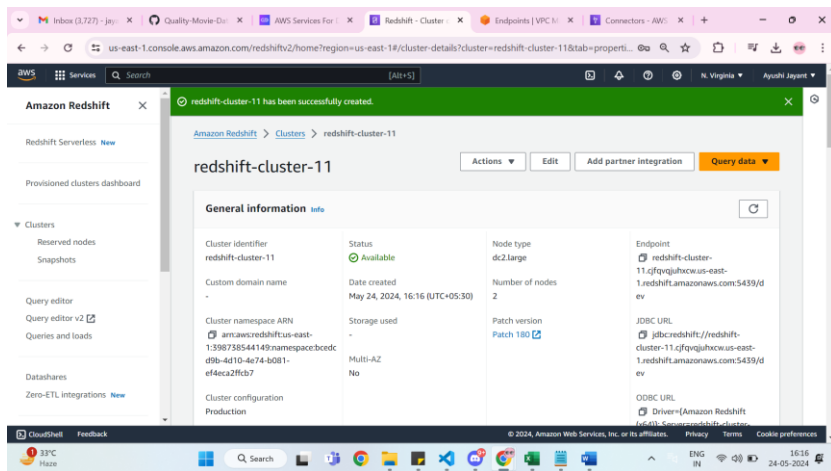 Inbox (3,727) - jay
Quality-Movie-Dat
AWS Services For D
Redshift - Cluster
Endpoints | VPC M
Connectors - AWS
us-east-1.console.aws.amazon.com/redshiftv2/home?region=us-east-1#/cluster-details?cluster=redshift-cluster-11&tab=properti...
aws
Services
Search
[Alt+S]
N. Virginia
Ayushi Jayant
Amazon Redshift
Redshift Serverless New
Provisioned clusters dashboard
Clusters
Reserved nodes
Snapshots
Query editor
Query editor v2
Queries and loads
Datashares
Zero-ETL integrations New
redshift-cluster-11 has been successfully created.
Amazon Redshift > Clusters > redshift-cluster-11
redshift-cluster-11
Actions
Edit
Add partner integration
Query data
General information Info
Cluster identifier
redshift-cluster-11
Custom domain name
-
Cluster namespace ARN
arn:aws:redshift:us-east-
1:398738544149:namespace:bcedc
d9b-4d10-4e74-b081-
ef4eca2ffcb7
Cluster configuration
Production
Status
Available
Date created
May 24, 2024, 16:16 (UTC+05:30)
Storage used
-
Multi-AZ
No
Node type
dc2.large
Number of nodes
2
Patch version
Patch 180
Endpoint
redshift-cluster-
11.cjfqvqjuhxcw.us-east-
1.redshift.amazonaws.com:5439/d
ev
JDBC URL
jdbc:redshift://redshift-
cluster-11.cjfqvqjuhxcw.us-east-
1.redshift.amazonaws.com:5439/d
ev
ODBC URL
Driver={Amazon Redshift
(x64)}; Server=redshift-cluster-
CloudShell
Feedback
© 2024, Amazon Web Services, Inc. or its affiliates.
Privacy
Terms
Cookie preferences
33°C
Haze
Search
ENG
IN
16:16
24-05-2024